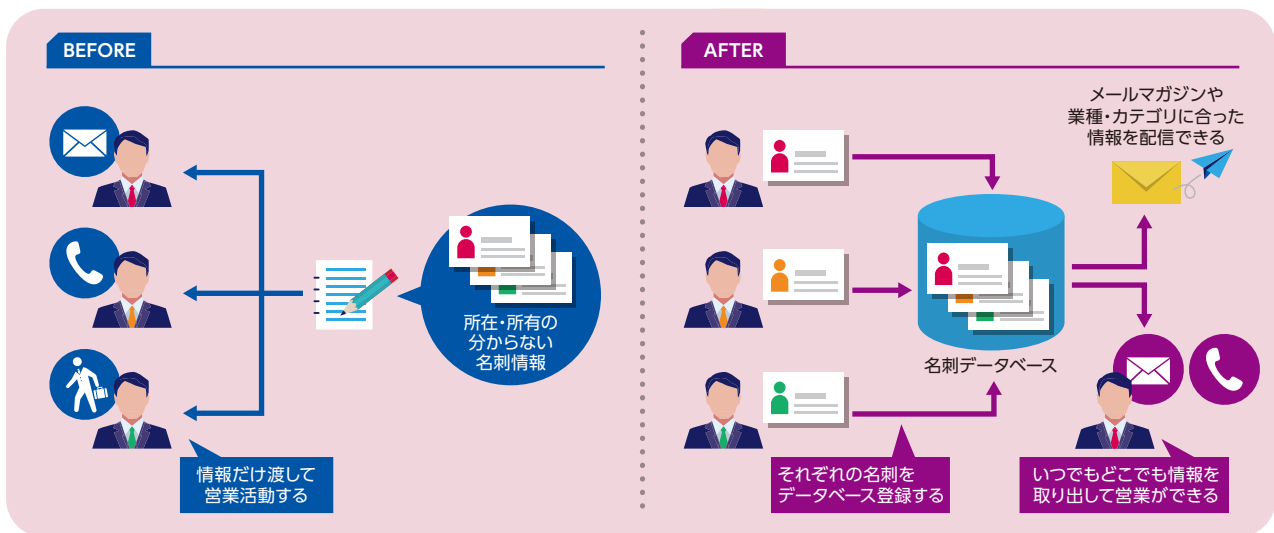 BEFORE
所在・所有の
分からない
名刺情報
情報だけ渡して
営業活動する
AFTER
メールマガジンや
業種・カテゴリに合った
情報を配信できる
名刺データベース
それぞれの名刺を
データベース登録する
いつでもどこでも情報を
取り出して営業ができる